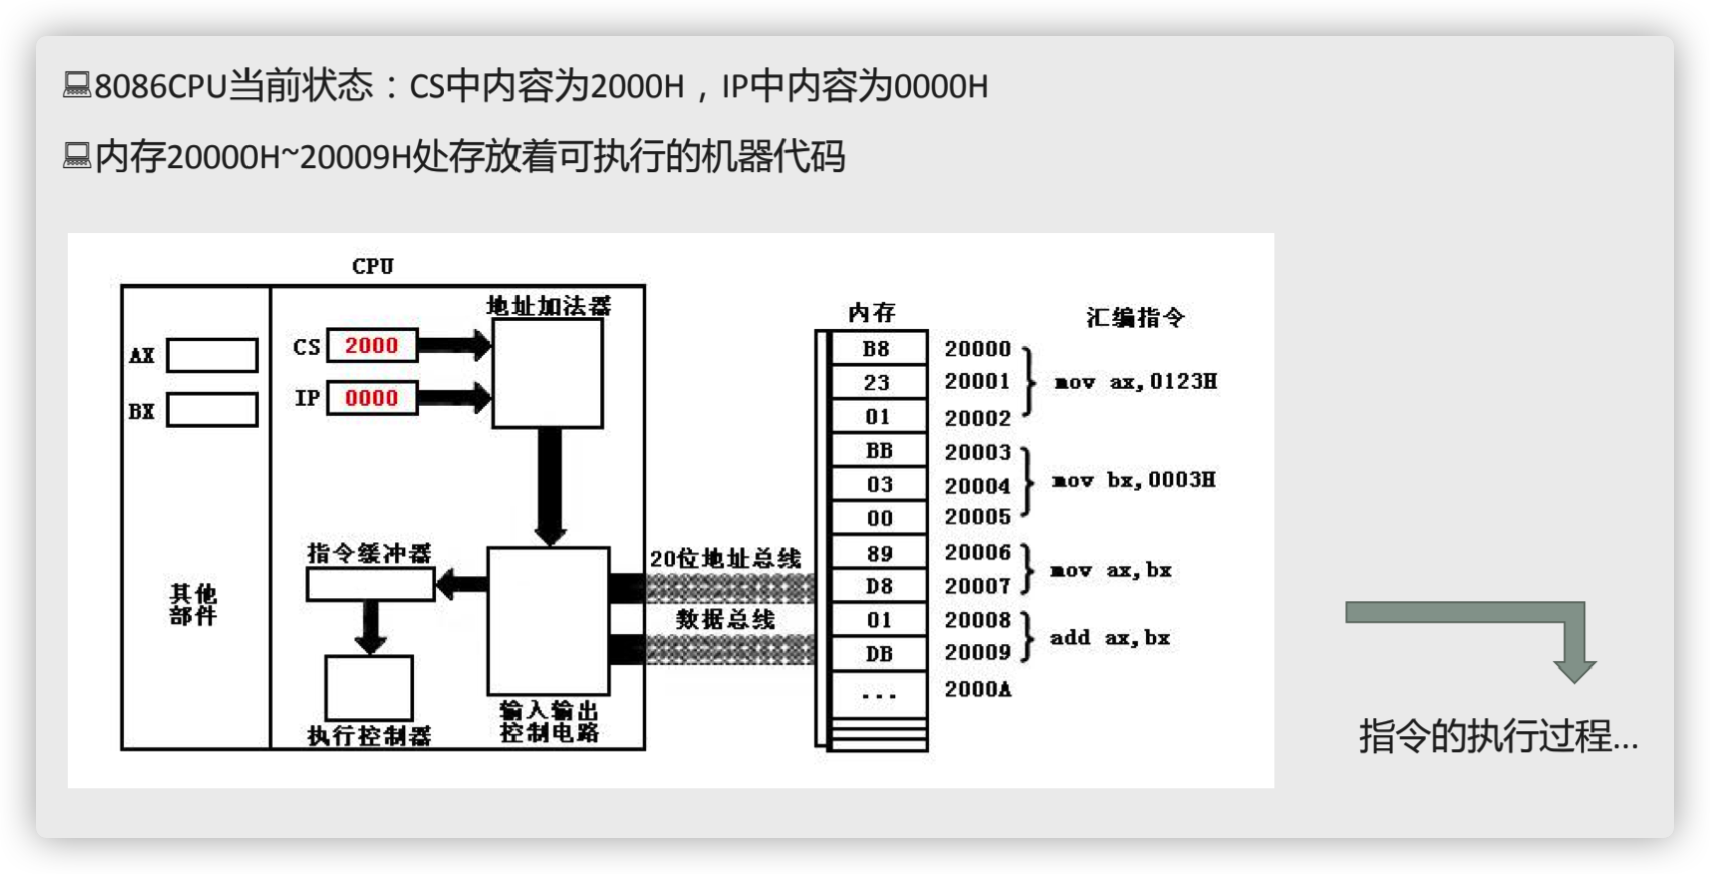 8086CPU当前状态：CS中内容为2000H，IP中内容为0000H
内存20000H~20009H处存放着可执行的机器代码
CPU
地址加法器
AX
BX
CS 2000
IP 0000
其他
部件
指令缓冲器
执行控制器
输入输出
控制电路
20位地址总线
数据总线
内存 汇编指令
B8 20000
23 20001 mov ax,0123H
01 20002
BB 20003
03 20004 mov bx,0003H
00 20005
89 20006
mov ax,bx
D8 20007
01 20008
add ax,bx
DB 20009
... 2000A
指令的执行过程...